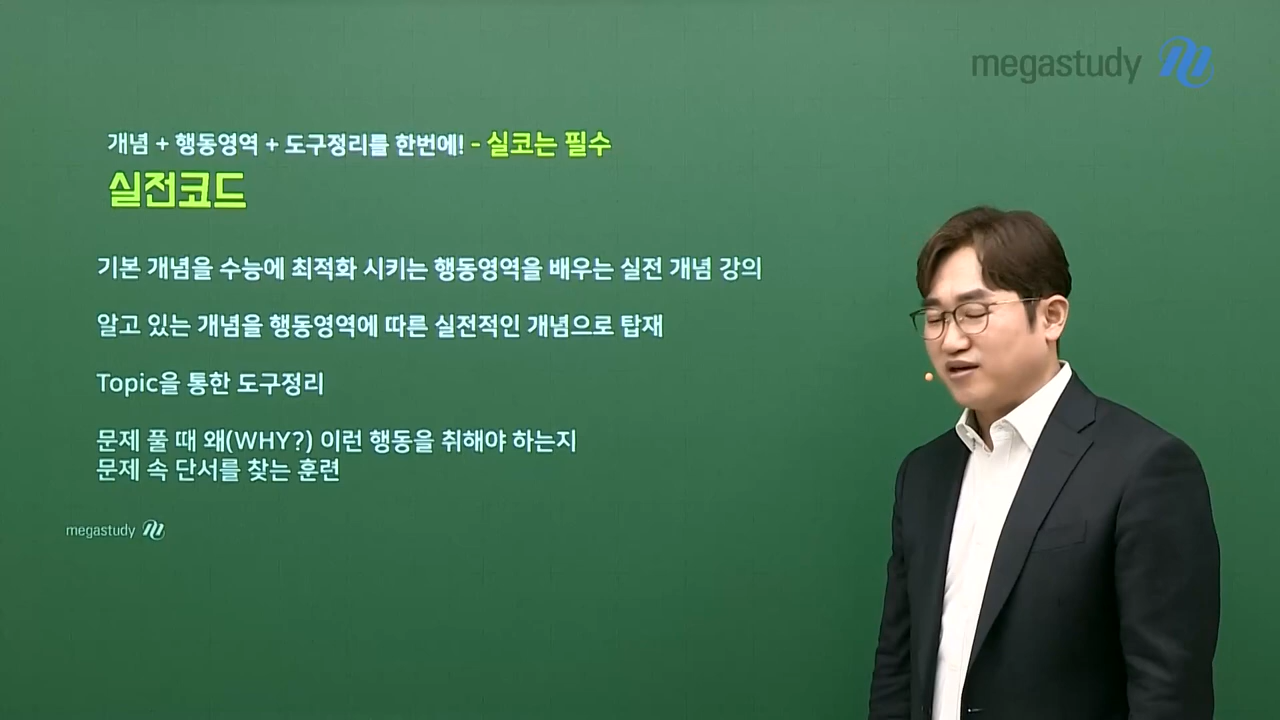 megastudy
개념 + 행동영역 + 도구정리를 한번에! - 실코는 필수
실전코드
기본 개념을 수능에 최적화 시키는 행동영역을 배우는 실전 개념 강의
알고 있는 개념을 행동영역에 따른 실전적인 개념으로 탑재
Topic을 통한 도구정리
문제 풀 때 왜(WHY?) 이런 행동을 취해야 하는지
문제 속 단서를 찾는 훈련
megastudy